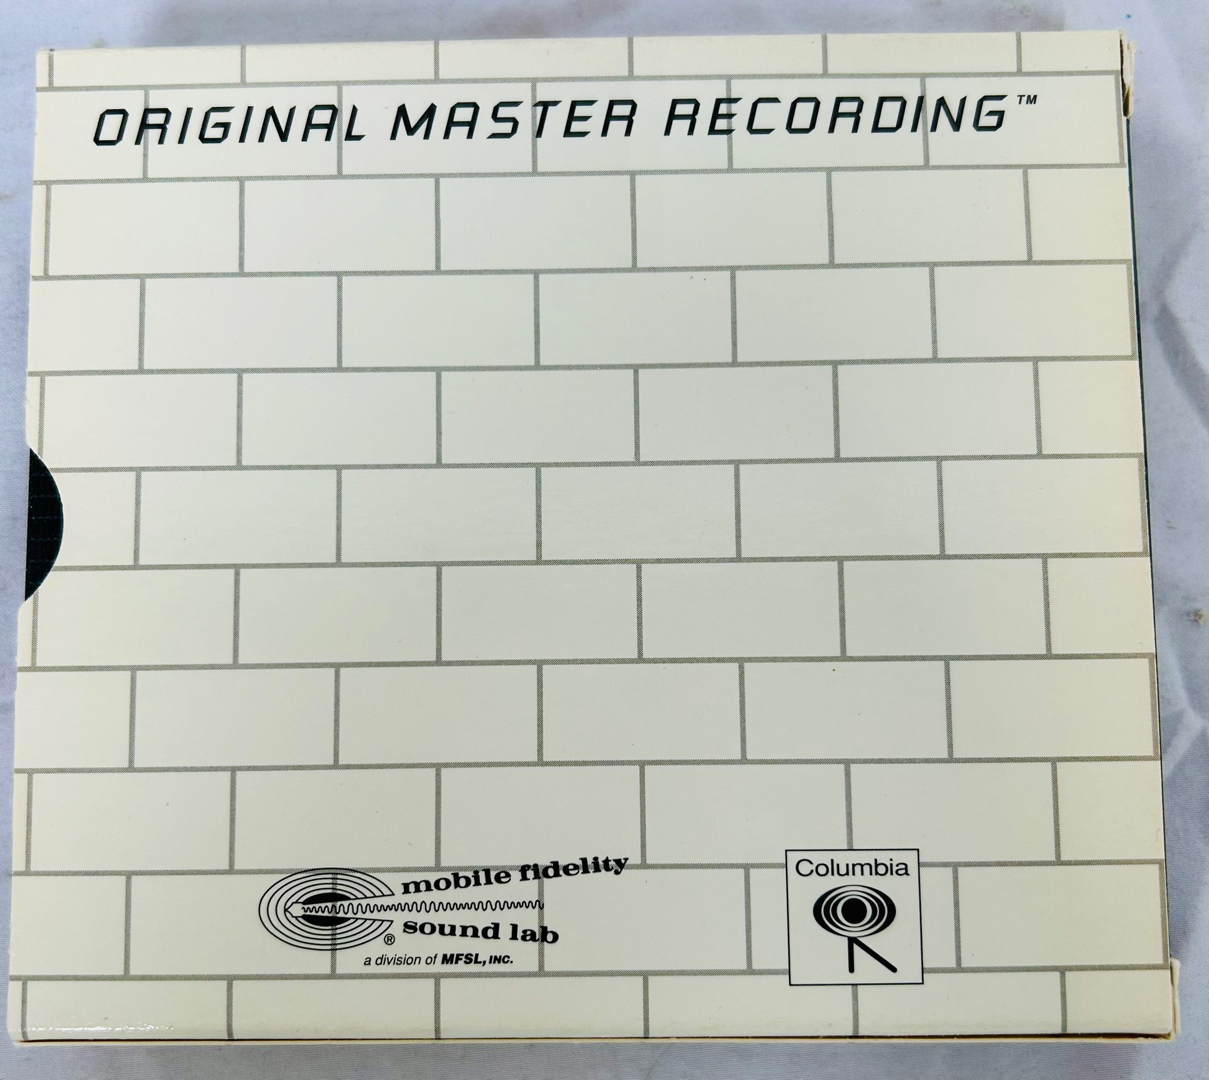 ORIGINAL MASTER RECORDING™
mobile fidelity
sound lab
®
a division of MFSL, INC.
Columbia